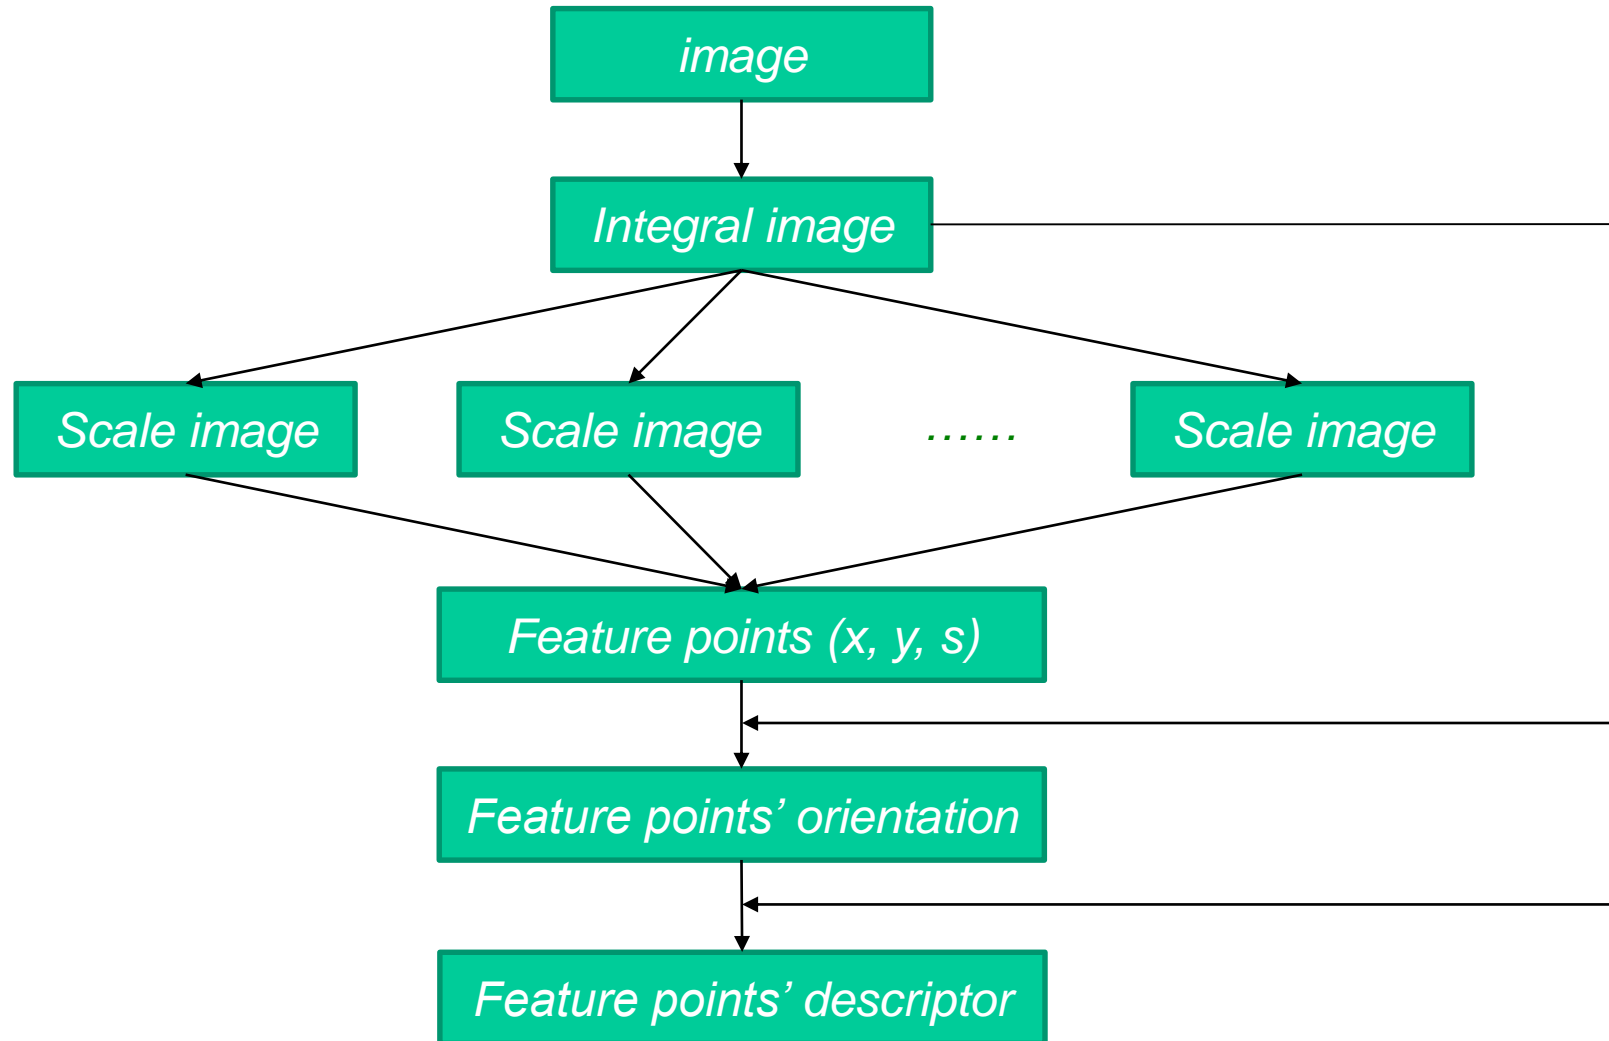 image
Integral image
Scale image
Scale image
......
Scale image
Feature points (x, y, s)
Feature points’ orientation
Feature points’ descriptor